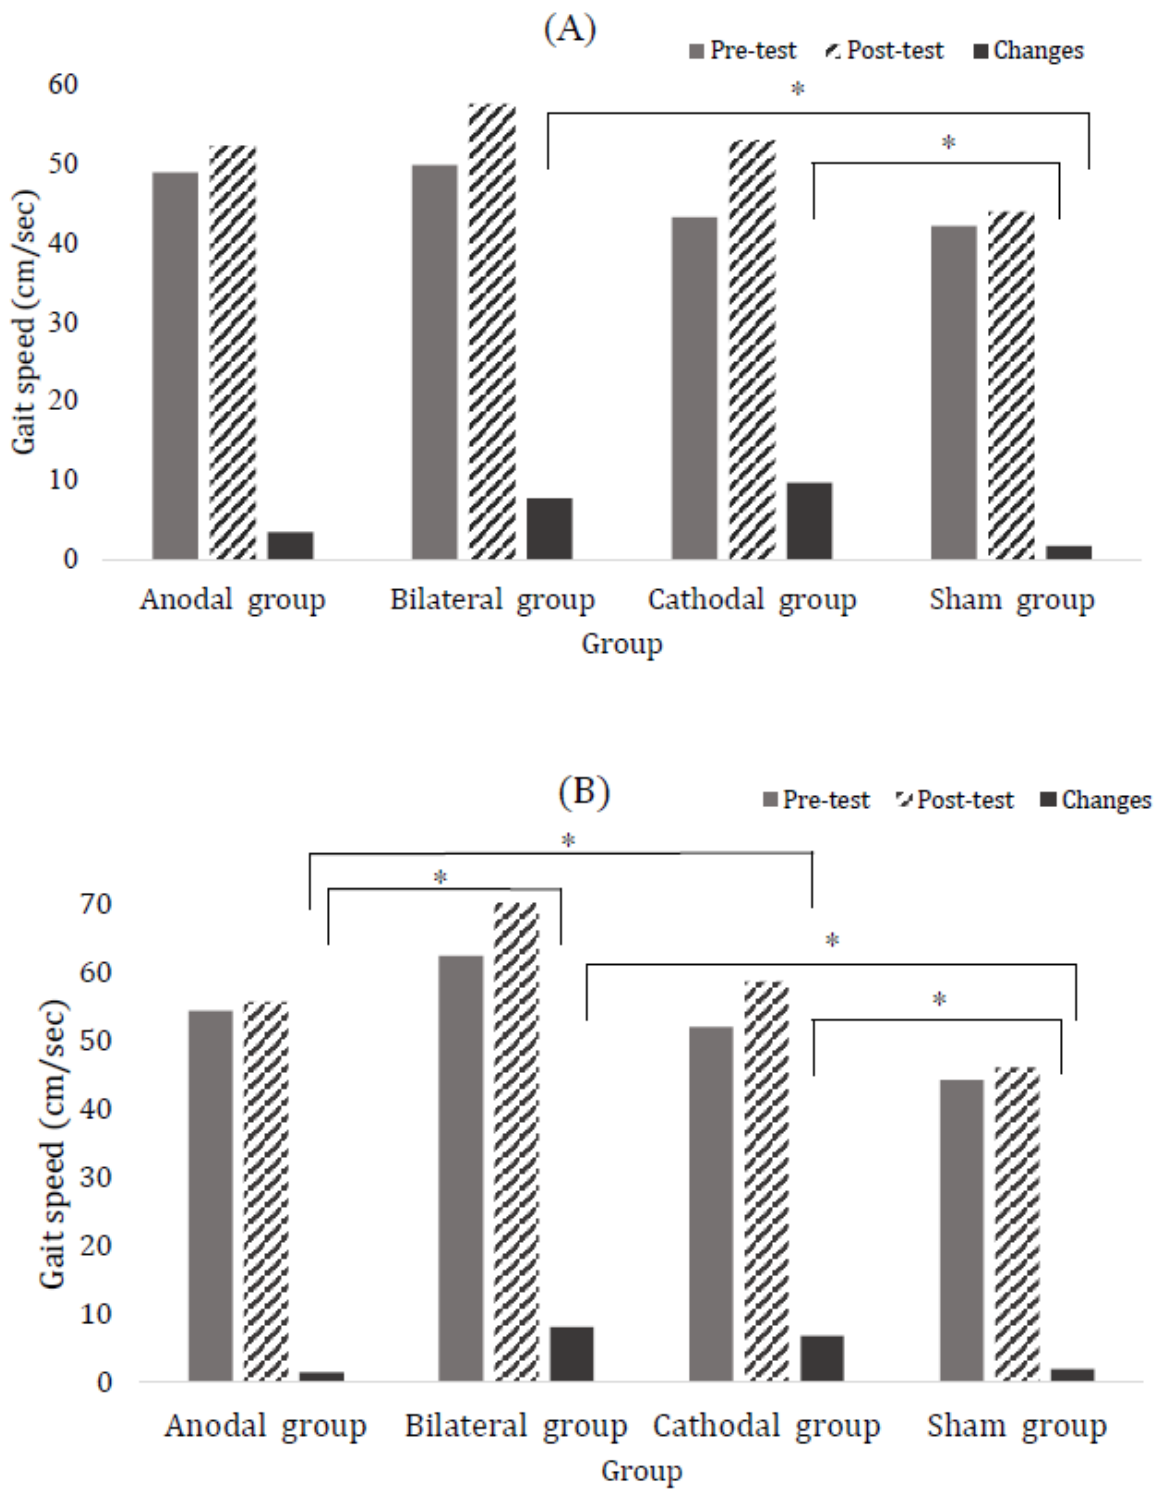 (A)
Pre-test Post-test Changes
*
*
60
50
40
30
20
10
0
Gait speed (cm/sec)
Anodal group Bilateral group Cathodal group Sham group
Group
(B)
Pre-test Post-test Changes
*
*
*
*
70
60
50
40
30
20
10
0
Gait speed (cm/sec)
Anodal group Bilateral group Cathodal group Sham group
Group